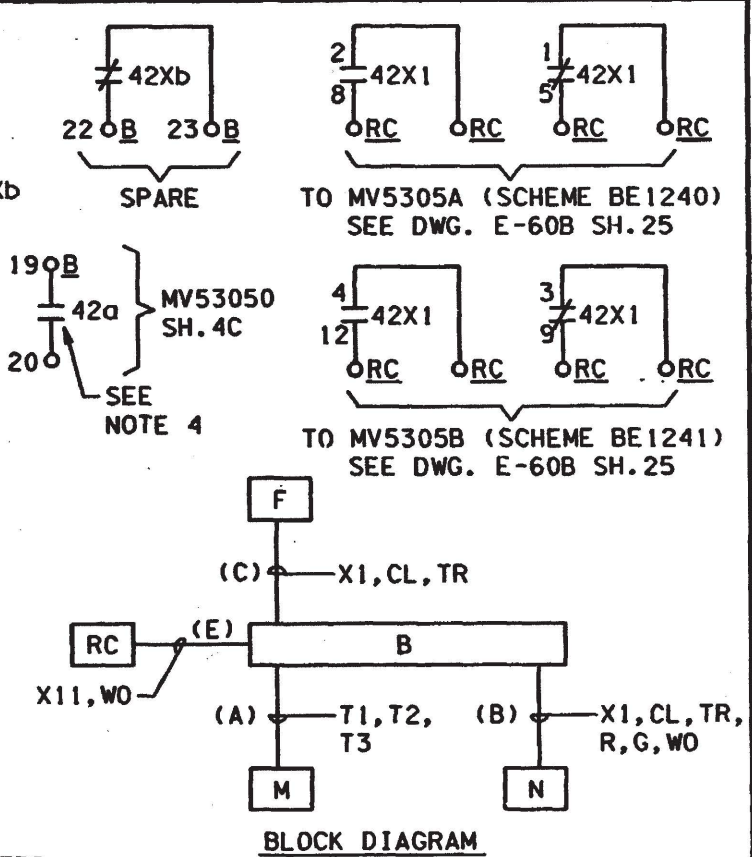 42Xb
22 B 23 B
SPARE
2
8
42X1
RC RC
1
5
42X1
RC RC
TO MV5305A (SCHEME BE1240)
SEE DWG. E-60B SH.25
Xb
19 B
42a
20
MV53050
SH.4C
SEE
NOTE 4
4
12
42X1
RC RC
3
9
42X1
RC RC
TO MV5305B (SCHEME BE1241)
SEE DWG. E-60B SH.25
F
(C) X1,CL,TR
RC (E) B
X11,WO
(A) T1,T2,
T3
(B) X1,CL,TR,
R,G,WO
M N
BLOCK DIAGRAM